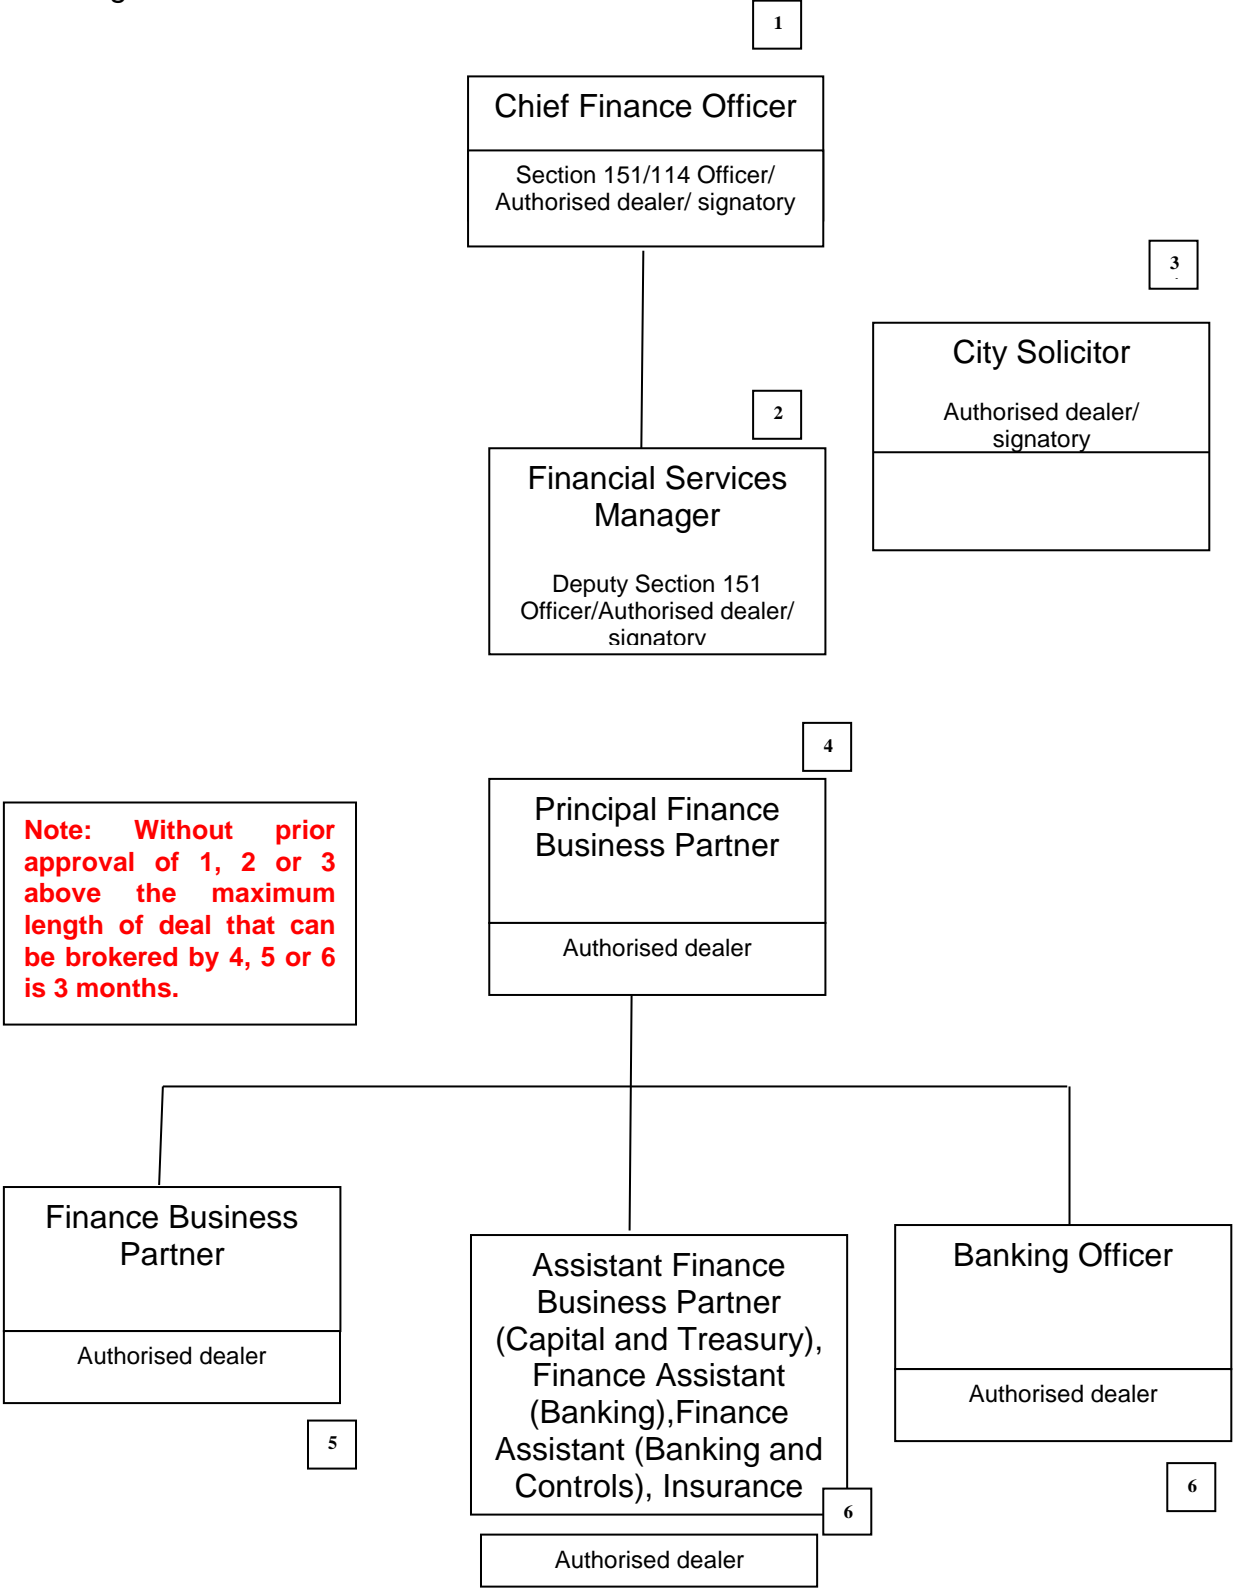 1
Chief Finance Officer
Section 151/114 Officer/
Authorised dealer/ signatory
3
City Solicitor
Authorised dealer/
signatory
2
Financial Services
Manager
Deputy Section 151
Officer/Authorised dealer/
signatory
4
Principal Finance
Business Partner
Authorised dealer
Note: Without prior
approval of 1, 2 or 3
above the maximum
length of deal that can
be brokered by 4, 5 or 6
is 3 months.
Finance Business
Partner
Authorised dealer
5
Assistant Finance
Business Partner
(Capital and Treasury),
Finance Assistant
(Banking),Finance
Assistant (Banking and
Controls), Insurance
6
Authorised dealer
Banking Officer
Authorised dealer
6